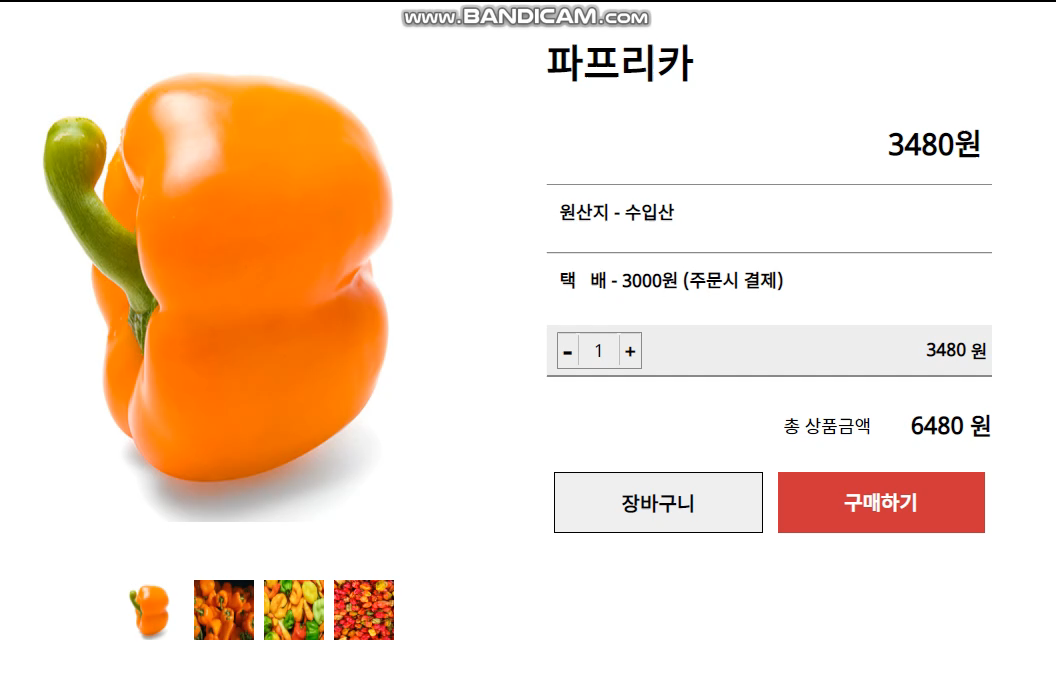 www.BANDICAM.com
파프리카
3480원
원산지 - 수입산
택 배 - 3000원 (주문시 결제)
- 1 + 3480 원
총 상품금액 6480 원
장바구니 구매하기